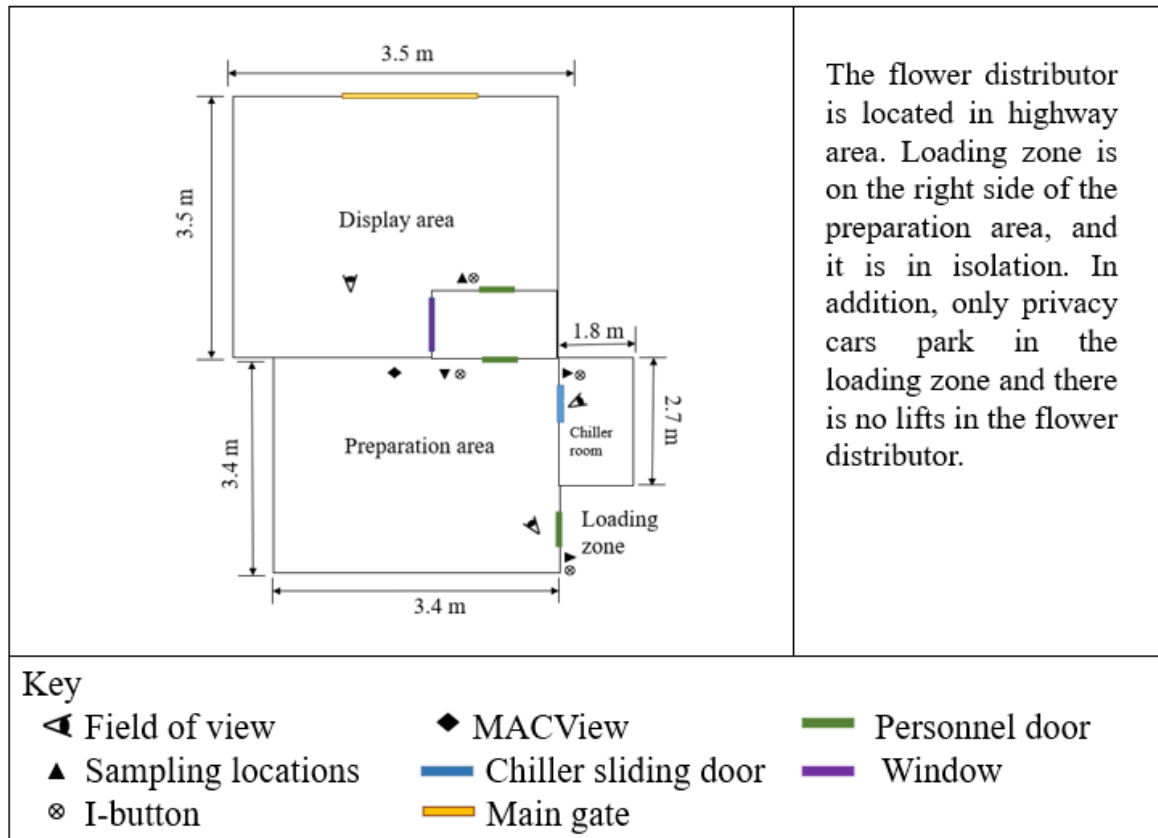 3.5 m
3.5 m
Display area
1.8 m
2.7 m
Chiller
room
Preparation area
3.4 m
Loading
zone
3.4 m
The flower distributor
is located in highway
area. Loading zone is
on the right side of the
preparation area, and
it is in isolation. In
addition, only privacy
cars park in the
loading zone and there
is no lifts in the flower
distributor.
Key
Field of view
MACView
Personnel door
Sampling locations
Chiller sliding door
Window
I-button
Main gate